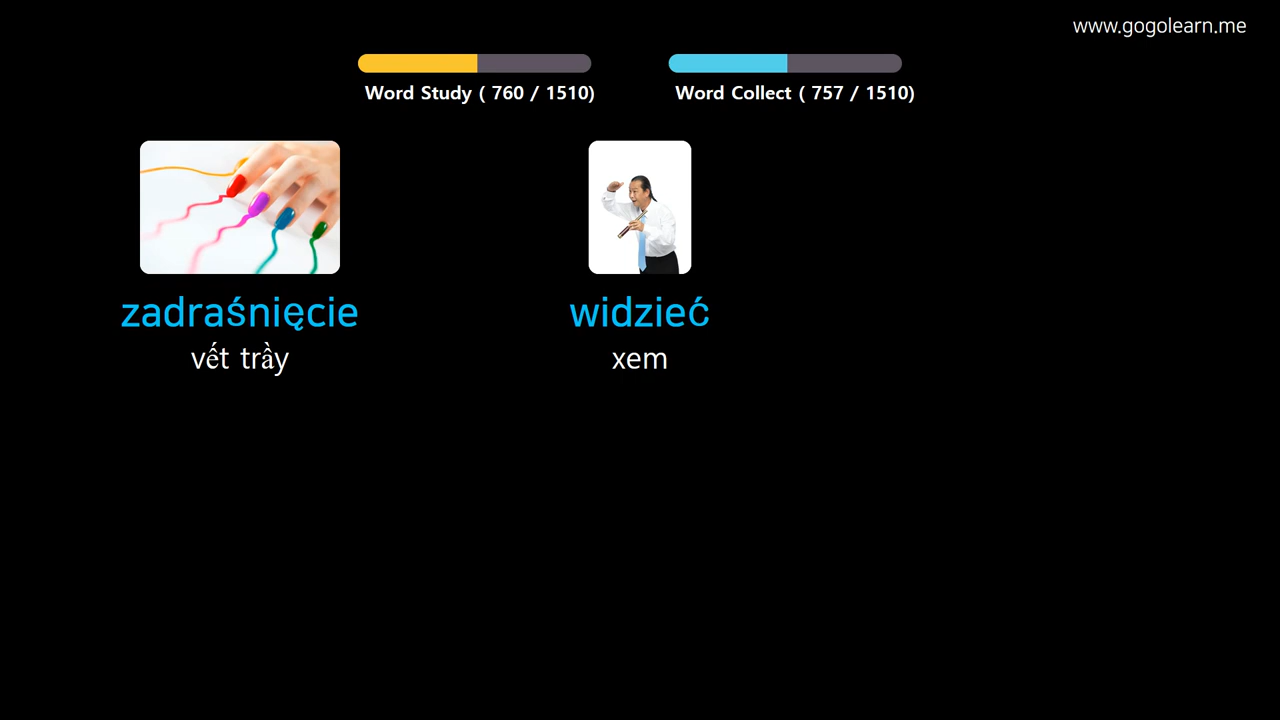 www.gogolearn.me
Word Study ( 760 / 1510)
Word Collect ( 757 / 1510)
zadraśnięcie
vết trầy
widzieć
xem